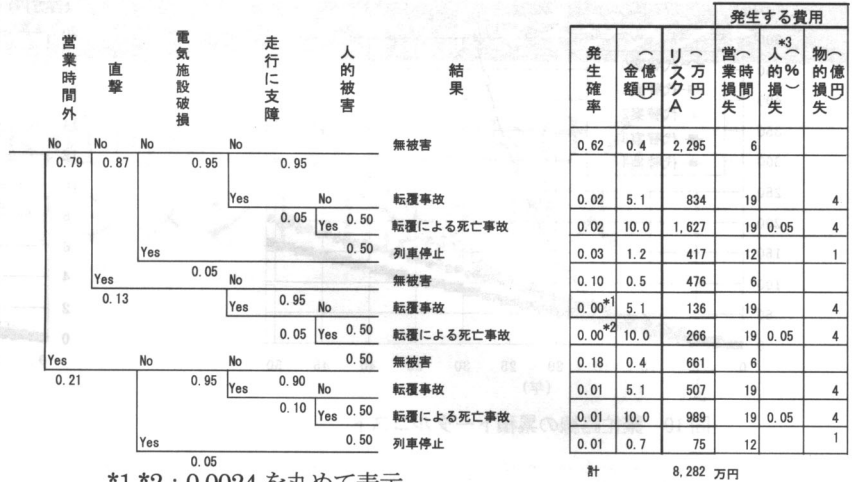 発生する費用
営業時間外 直撃 電気施設破損 走行に支障 人的被害 結果 発生確率 金額(億円) リスクA(万円) 営業損失(時間) 人的損失*3(%) 物的損失(億円)
No No No No 無被害 0.62 0.4 2,295 6
0.79 0.87 0.95 0.95
Yes No 転覆事故 0.02 5.1 834 19 4
0.05 Yes 0.50 転覆による死亡事故 0.02 10.0 1,627 19 0.05 4
Yes 0.50 列車停止 0.03 1.2 417 12 1
Yes 0.05 No 無被害 0.10 0.5 476 6
0.13 Yes 0.95 No 転覆事故 0.00*1 5.1 136 19 4
0.05 Yes 0.50 転覆による死亡事故 0.00*2 10.0 266 19 0.05 4
Yes No No 0.50 無被害 0.18 0.4 661 6
0.21 0.95 Yes 0.90 No 転覆事故 0.01 5.1 507 19 4
0.10 Yes 0.50 転覆による死亡事故 0.01 10.0 989 19 0.05 4
Yes 0.50 列車停止 0.01 0.7 75 12 1
0.05
計 8,282 万円
*1,*2：0.0024 を丸めて表示